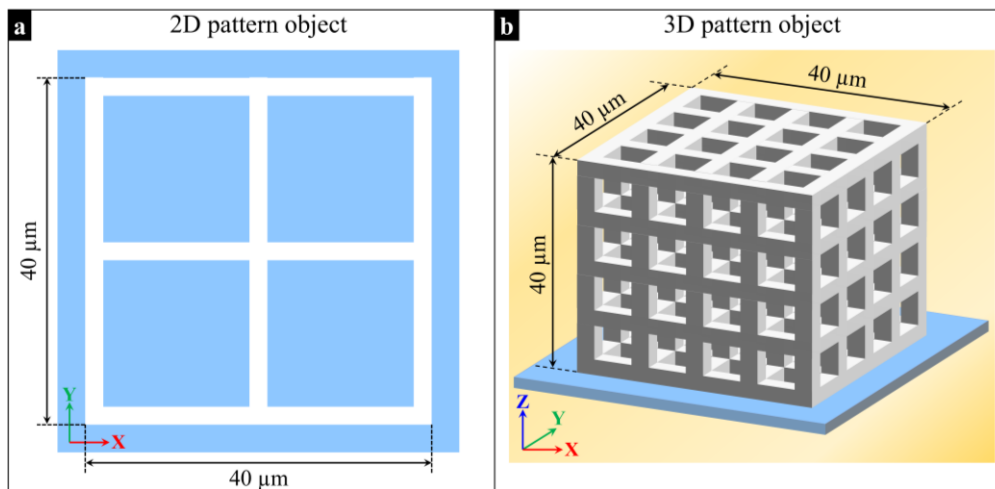 a
2D pattern object
40 µm
Y
X
40 µm
b
3D pattern object
40 µm
40 µm
40 µm
Z
Y
X